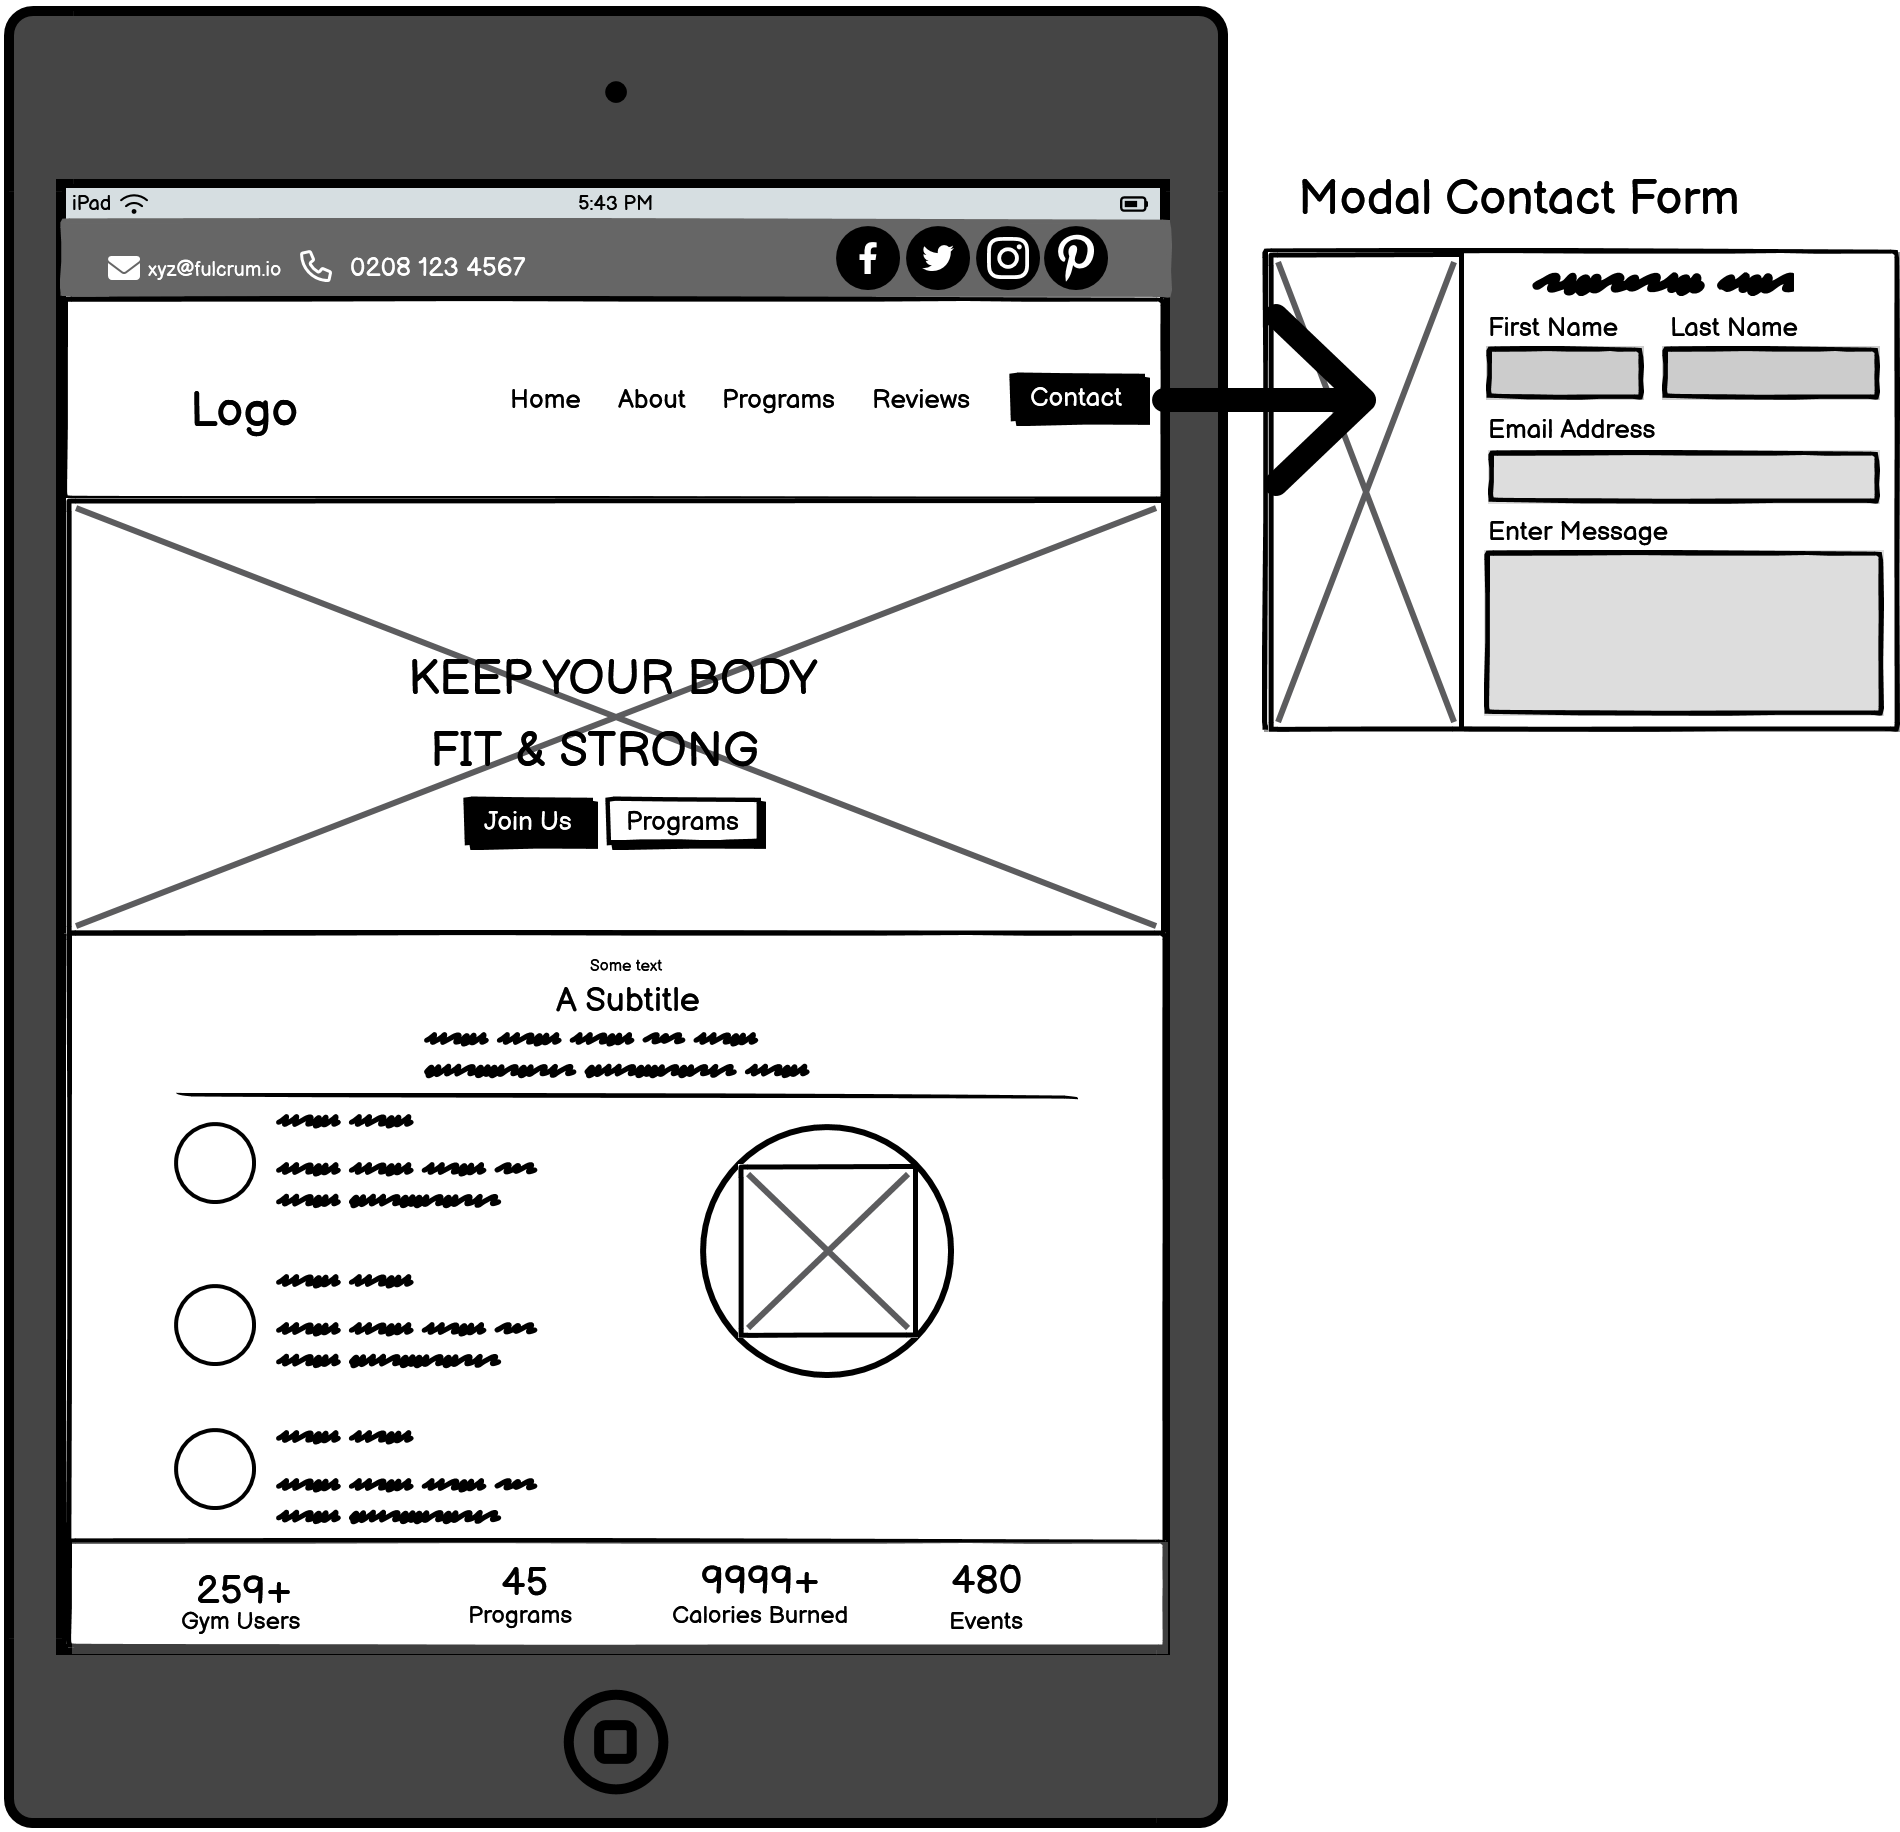 iPad 5:43 PM
xyz@fulcrum.io 0208 123 4567
Modal Contact Form
Logo Home About Programs Reviews Contact
KEEP YOUR BODY
FIT & STRONG
Join Us Programs
Some text
A Subtitle
259+ 45 9999+ 480
Gym Users Programs Calories Burned Events
First Name Last Name
Email Address
Enter Message